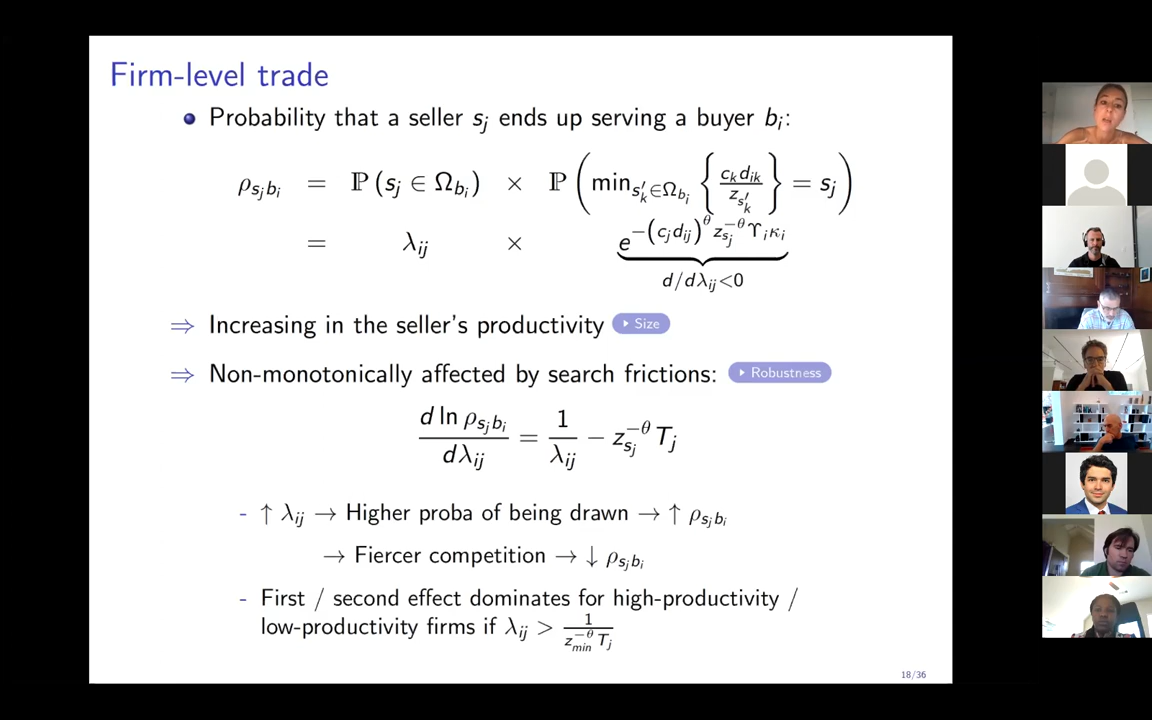 Firm-level trade
Probability that a seller s_j ends up serving a buyer b_i:
ρ_{s_j b_i} = ℙ (s_j ∈ Ω_{b_i}) × ℙ ( min_{s'_k ∈ Ω_{b_i}} { c_k d_{ik} / z_{s'_k} } = s_j )
= λ_{ij} × e^{-(c_j d_{ij})^θ z_{s_j}^{-θ} Υ_i κ_i}
d/dλ_{ij}<0
⇒ Increasing in the seller's productivity Size
⇒ Non-monotonically affected by search frictions: Robustness
d ln ρ_{s_j b_i} / dλ_{ij} = 1/λ_{ij} − z_{s_j}^{-θ} T_j
- ↑ λ_{ij} → Higher proba of being drawn → ↑ ρ_{s_j b_i}
→ Fiercer competition → ↓ ρ_{s_j b_i}
- First / second effect dominates for high-productivity /
low-productivity firms if λ_{ij} > 1 / z_{min}^{-θ} T_j
18/36